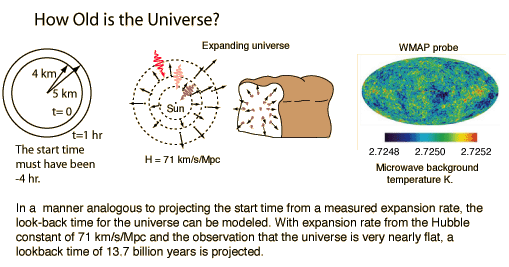 How Old is the Universe?
4 km
5 km
t= 0
t=1 hr
The start time
must have been
-4 hr.
Expanding universe
Sun
H = 71 km/s/Mpc
WMAP probe
2.7248 2.7250 2.7252
Microwave background
temperature K.
In a manner analogous to projecting the start time from a measured expansion rate, the
look-back time for the universe can be modeled. With expansion rate from the Hubble
constant of 71 km/s/Mpc and the observation that the universe is very nearly flat, a
lookback time of 13.7 billion years is projected.